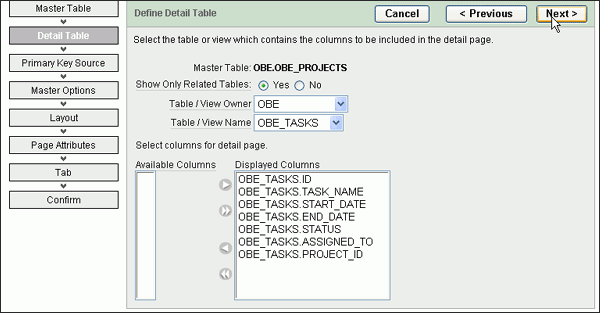 Master Table
Detail Table
Primary Key Source
Master Options
Layout
Page Attributes
Tab
Confirm
Define Detail Table
Cancel
< Previous
Next >
Select the table or view which contains the columns to be included in the detail page.
Master Table: OBE.OBE_PROJECTS
Show Only Related Tables: Yes No
Table / View Owner OBE
Table / View Name OBE_TASKS
Select columns for detail page.
Available Columns
Displayed Columns
OBE_TASKS.ID
OBE_TASKS.TASK_NAME
OBE_TASKS.START_DATE
OBE_TASKS.END_DATE
OBE_TASKS.STATUS
OBE_TASKS.ASSIGNED_TO
OBE_TASKS.PROJECT_ID